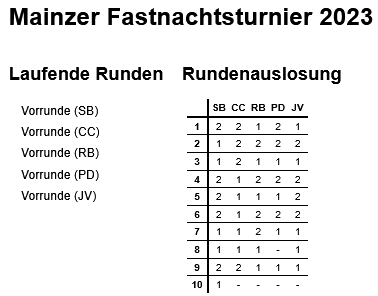 Mainzer Fastnachtsturnier 2023
Laufende Runden
Vorrunde (SB)
Vorrunde (CC)
Vorrunde (RB)
Vorrunde (PD)
Vorrunde (JV)
Rundenauslosung
SB CC RB PD JV
1 2 2 1 2 1
2 1 2 2 2 2
3 1 2 1 1 1
4 2 1 2 2 2
5 2 1 1 1 2
6 2 1 2 2 2
7 1 1 2 1 1
8 1 1 1 - 1
9 2 2 1 1 1
10 1 - - - -